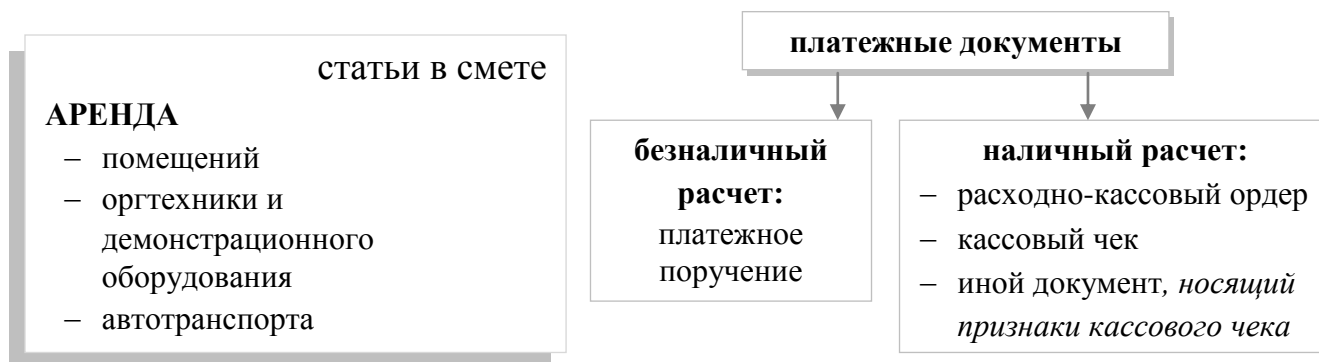 статьи в смете
АРЕНДА
– помещений
– оргтехники и
демонстрационного
оборудования
– автотранспорта
платежные документы
безналичный
расчет:
платежное
поручение
наличный расчет:
– расходно-кассовый ордер
– кассовый чек
– иной документ, носящий
признаки кассового чека